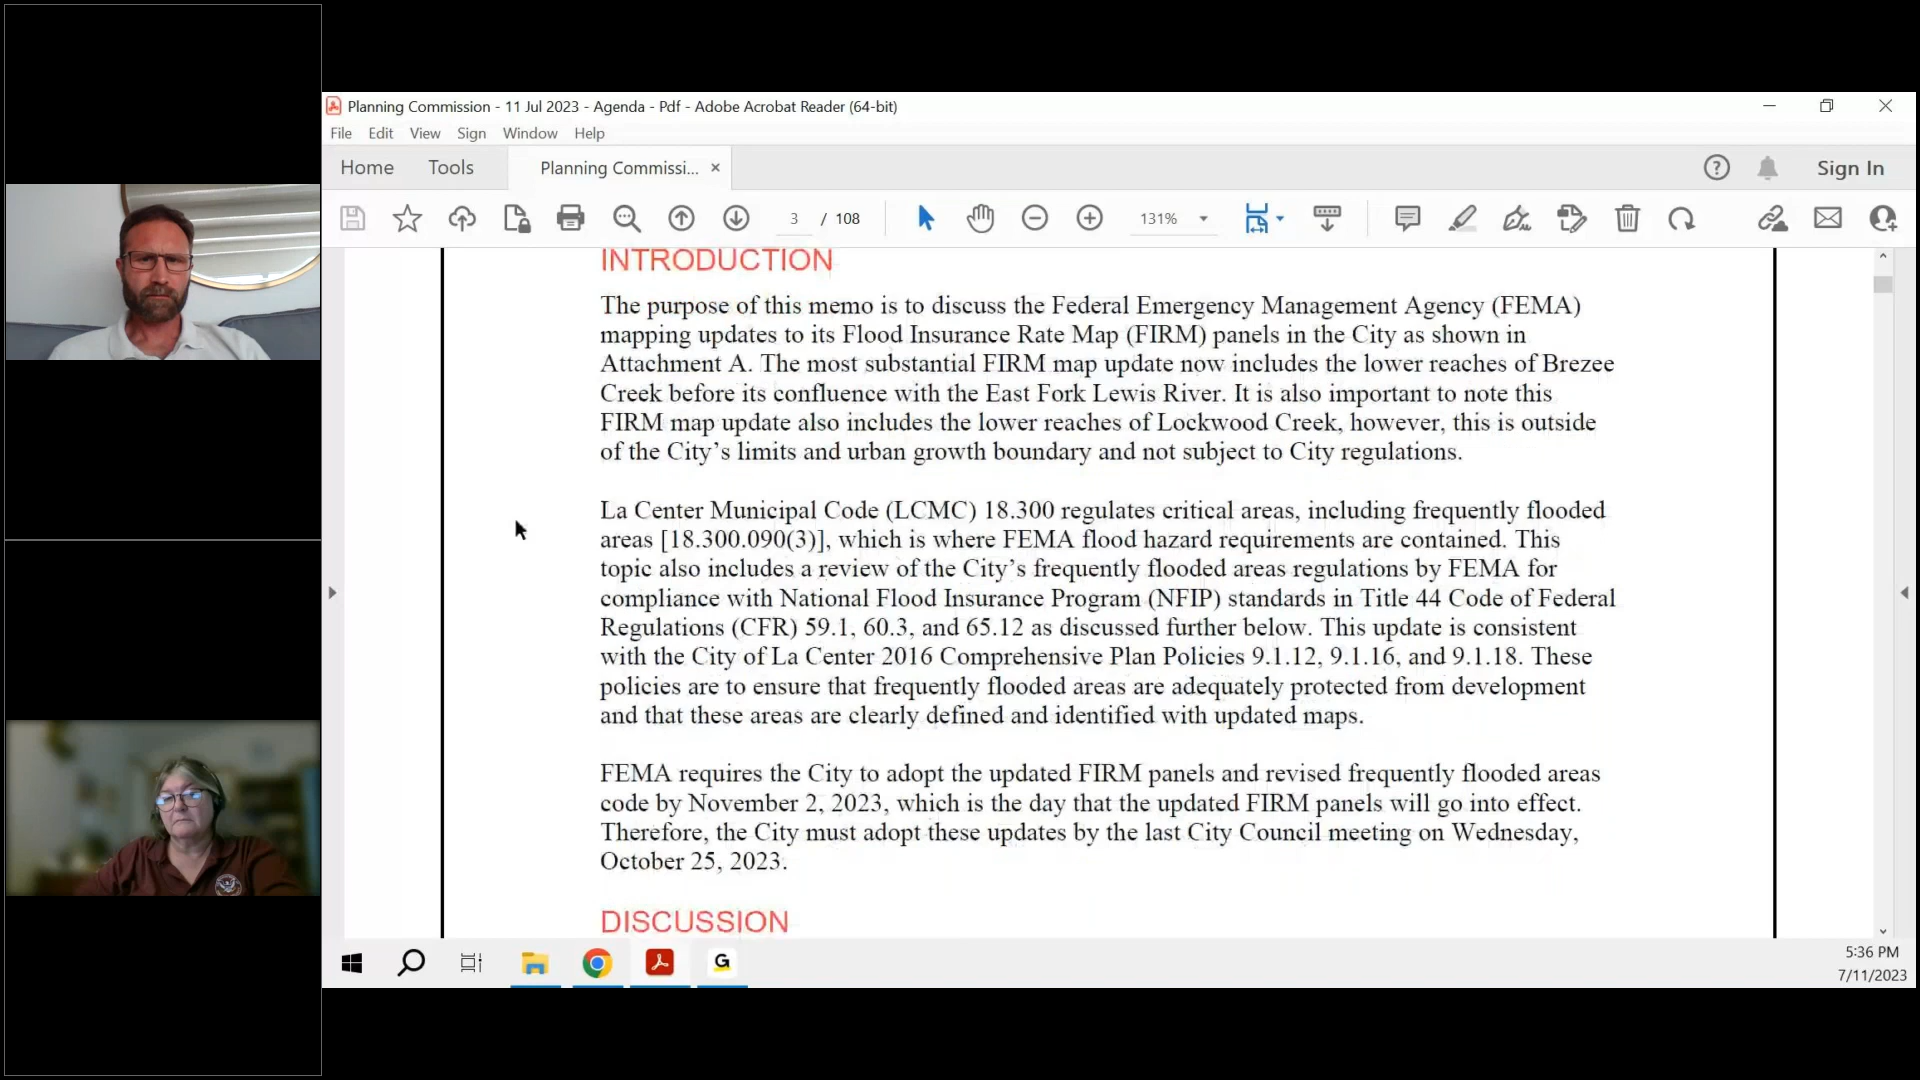 Planning Commission - 11 Jul 2023 - Agenda - Pdf - Adobe Acrobat Reader (64-bit)
File Edit View Sign Window Help
Home Tools Planning Commissi... Sign In
3 / 108 131%
INTRODUCTION
The purpose of this memo is to discuss the Federal Emergency Management Agency (FEMA)
mapping updates to its Flood Insurance Rate Map (FIRM) panels in the City as shown in
Attachment A. The most substantial FIRM map update now includes the lower reaches of Brezee
Creek before its confluence with the East Fork Lewis River. It is also important to note this
FIRM map update also includes the lower reaches of Lockwood Creek, however, this is outside
of the City’s limits and urban growth boundary and not subject to City regulations.
La Center Municipal Code (LCMC) 18.300 regulates critical areas, including frequently flooded
areas [18.300.090(3)], which is where FEMA flood hazard requirements are contained. This
topic also includes a review of the City’s frequently flooded areas regulations by FEMA for
compliance with National Flood Insurance Program (NFIP) standards in Title 44 Code of Federal
Regulations (CFR) 59.1, 60.3, and 65.12 as discussed further below. This update is consistent
with the City of La Center 2016 Comprehensive Plan Policies 9.1.12, 9.1.16, and 9.1.18. These
policies are to ensure that frequently flooded areas are adequately protected from development
and that these areas are clearly defined and identified with updated maps.
FEMA requires the City to adopt the updated FIRM panels and revised frequently flooded areas
code by November 2, 2023, which is the day that the updated FIRM panels will go into effect.
Therefore, the City must adopt these updates by the last City Council meeting on Wednesday,
October 25, 2023.
DISCUSSION
G
5:36 PM
7/11/2023